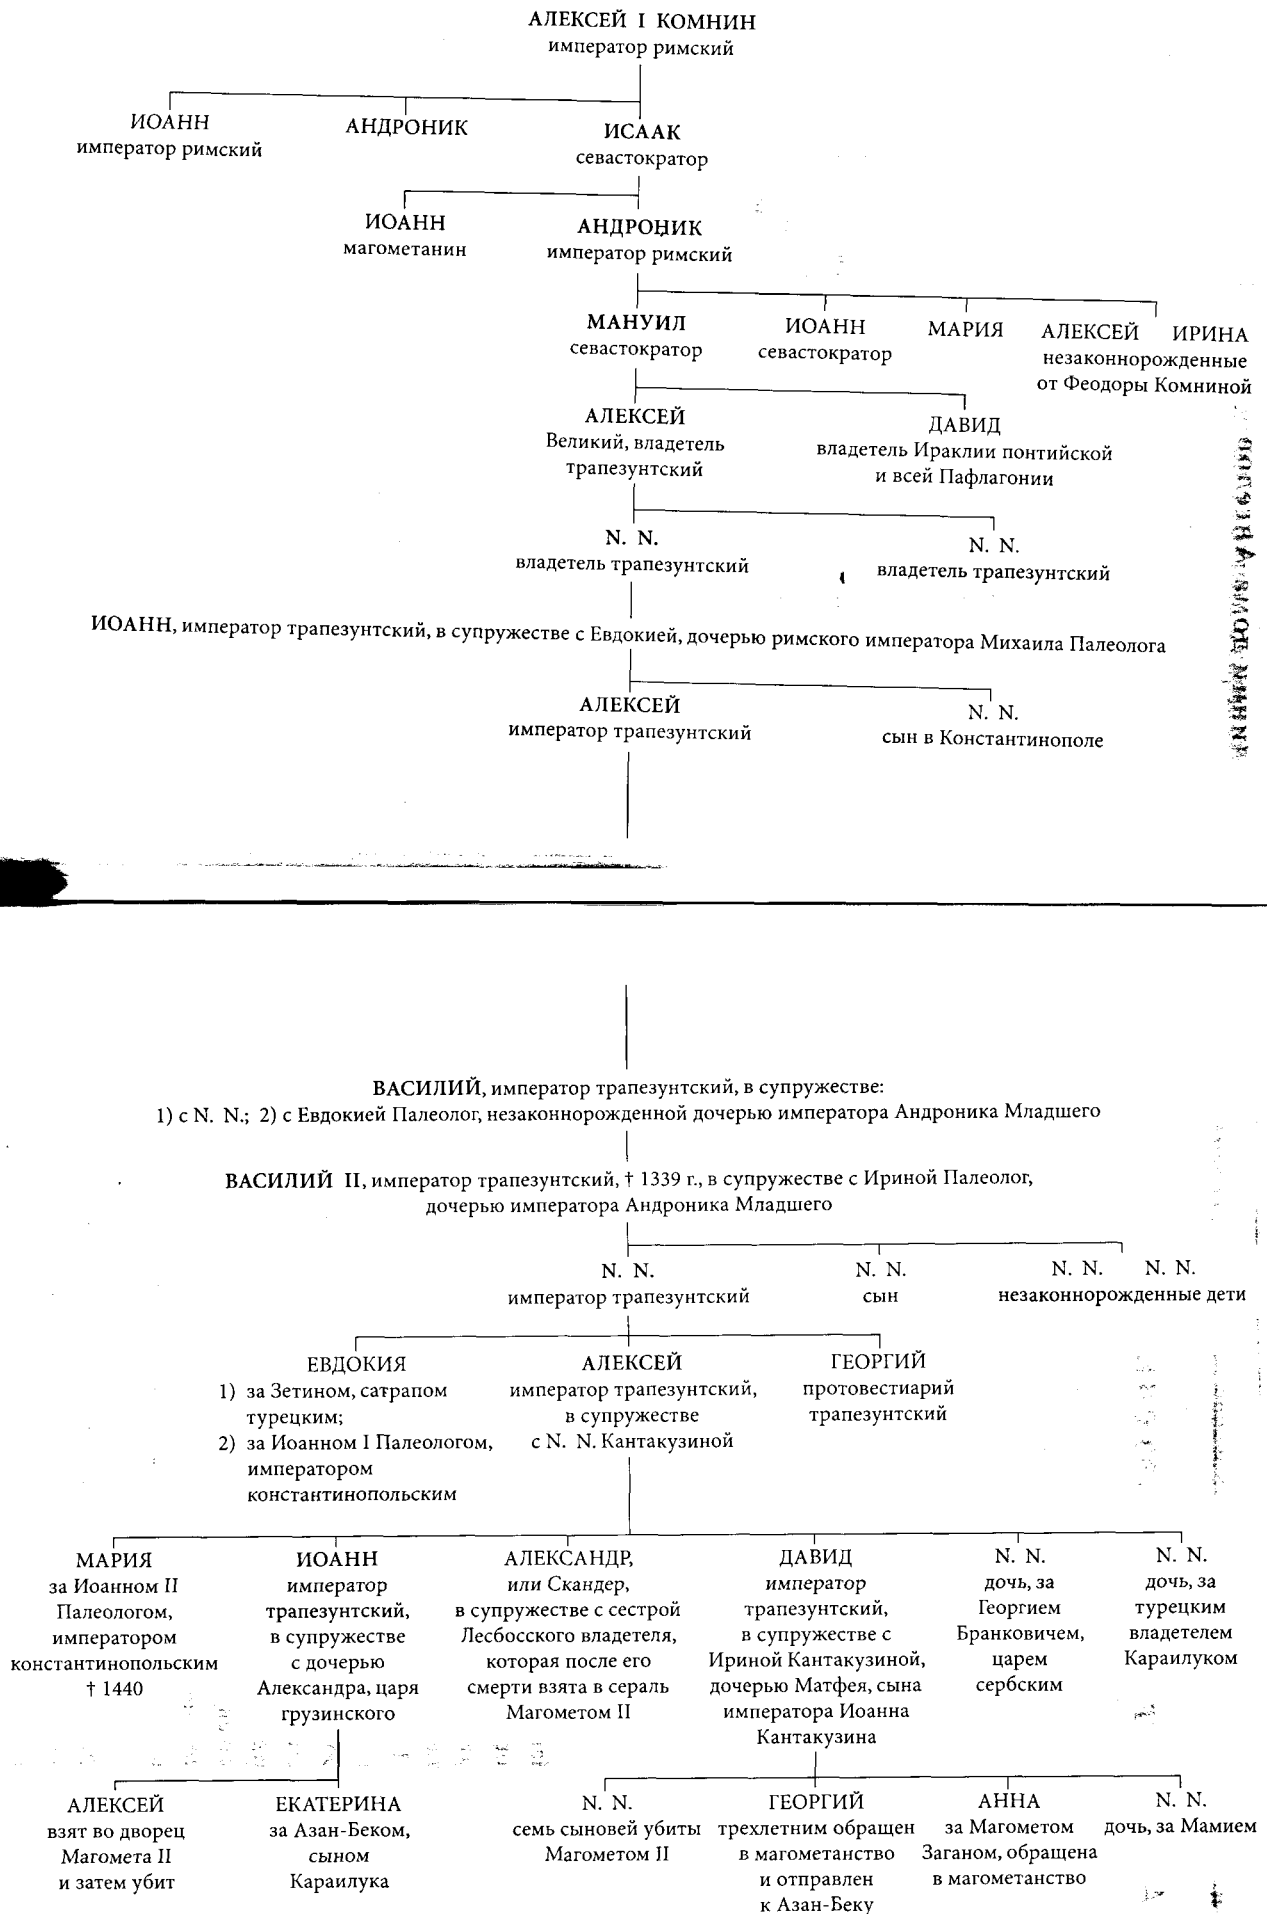 АЛЕКСЕЙ I КОМНИН
император римский
ИОАНН
император римский
АНДРОНИК
ИСААК
севастократор
ИОАНН
магометанин
АНДРОНИК
император римский
МАНУИЛ
севастократор
ИОАНН
севастократор
МАРИЯ
АЛЕКСЕЙ ИРИНА
незаконнорожденные
от Феодоры Комниной
АЛЕКСЕЙ
Великий, владетель
трапезунтский
ДАВИД
владетель Ираклии понтийской
и всей Пафлагонии
N. N.
владетель трапезунтский
N. N.
владетель трапезунтский
ИОАНН, император трапезунтский, в супружестве с Евдокией, дочерью римского императора Михаила Палеолога
АЛЕКСЕЙ
император трапезунтский
N. N.
сын в Константинополе
ВАСИЛИЙ, император трапезунтский, в супружестве:
1) с N. N.; 2) с Евдокией Палеолог, незаконнорожденной дочерью императора Андроника Младшего
ВАСИЛИЙ II, император трапезунтский, † 1339 г., в супружестве с Ириной Палеолог,
дочерью императора Андроника Младшего
N. N.
император трапезунтский
N. N.
сын
N. N. N. N.
незаконнорожденные дети
ЕВДОКИЯ
1) за Зетином, сатрапом
турецким;
2) за Иоанном I Палеологом,
императором
константинопольским
АЛЕКСЕЙ
император трапезунтский,
в супружестве
с N. N. Кантакузиной
ГЕОРГИЙ
протовестиарий
трапезунтский
МАРИЯ
за Иоанном II
Палеологом,
императором
константинопольским
† 1440
ИОАНН
император
трапезунтский,
в супружестве
с дочерью
Александра, царя
грузинского
АЛЕКСАНДР,
или Скандер,
в супружестве с сестрой
Лесбосского владетеля,
которая после его
смерти взята в сераль
Магометом II
ДАВИД
император
трапезунтский,
в супружестве с
Ириной Кантакузиной,
дочерью Матфея, сына
императора Иоанна
Кантакузина
N. N.
дочь, за
Георгием
Бранковичем,
царем
сербским
N. N.
дочь, за
турецким
владетелем
Караилуком
АЛЕКСЕЙ
взят во дворец
Магомета II
и затем убит
ЕКАТЕРИНА
за Азан-Беком,
сыном
Караилука
N. N.
семь сыновей убиты
Магометом II
ГЕОРГИЙ
трехлетним обращен
в магометанство
и отправлен
к Азан-Беку
АННА
за Магометом
Заганом, обращена
в магометанство
N. N.
дочь, за Мамием